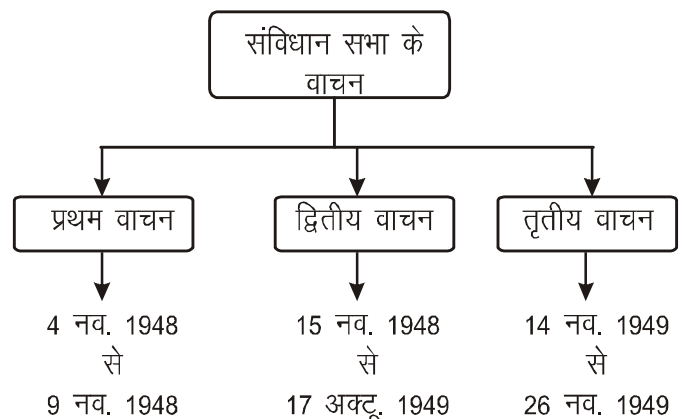 संविधान सभा के
वाचन
प्रथम वाचन
द्वितीय वाचन
तृतीय वाचन
4 नव. 1948
से
9 नव. 1948
15 नव. 1948
से
17 अक्टू. 1949
14 नव. 1949
से
26 नव. 1949